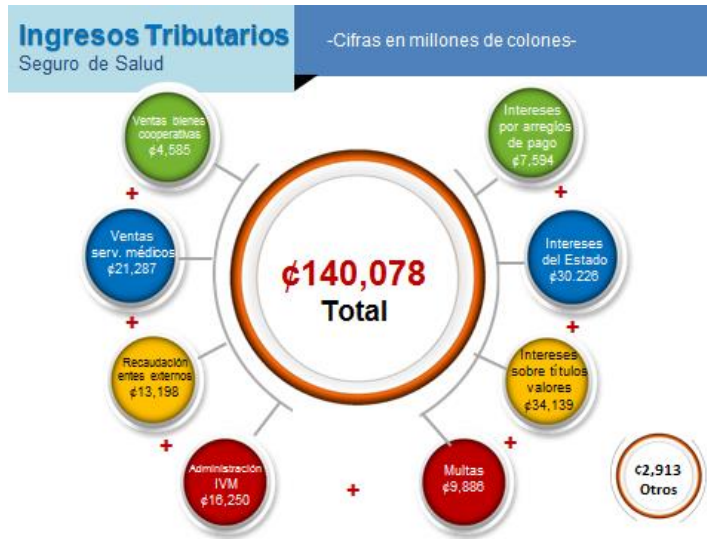 Ingresos Tributarios
Seguro de Salud
-Cifras en millones de colones-
Ventas bienes
cooperativas
¢4,585
Intereses
por arreglos
de pago
¢7,594
Ventas
serv. médicos
¢21,287
Intereses
del Estado
¢30.226
¢140,078
Total
Recaudación
entes externos
¢13,198
Intereses
sobre títulos
valores
¢34,139
Administración
IVM
¢16,250
Multas
¢9,886
¢2,913
Otros
+
+
+
+
+
+
+